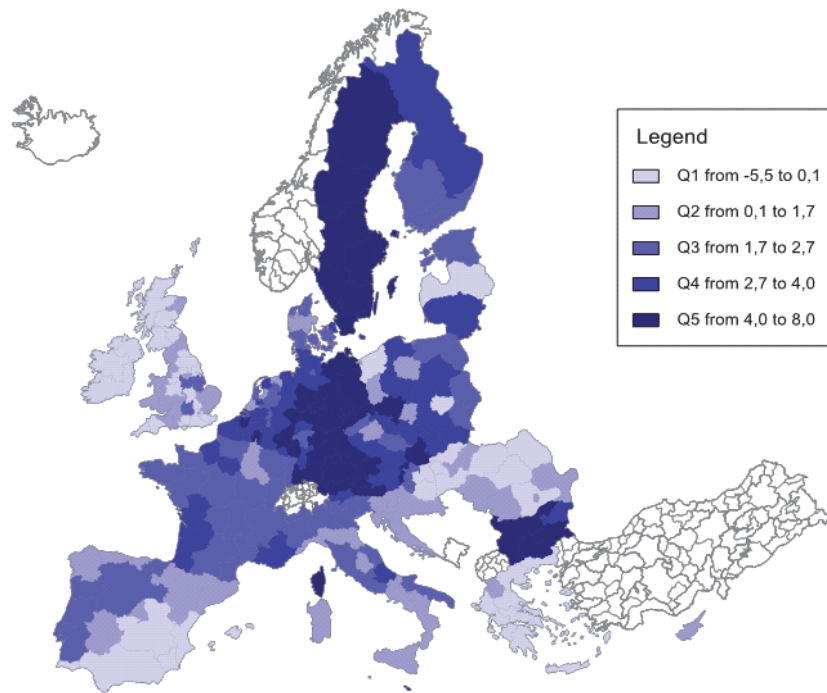 Legend
Q1 from -5,5 to 0,1
Q2 from 0,1 to 1,7
Q3 from 1,7 to 2,7
Q4 from 2,7 to 4,0
Q5 from 4,0 to 8,0